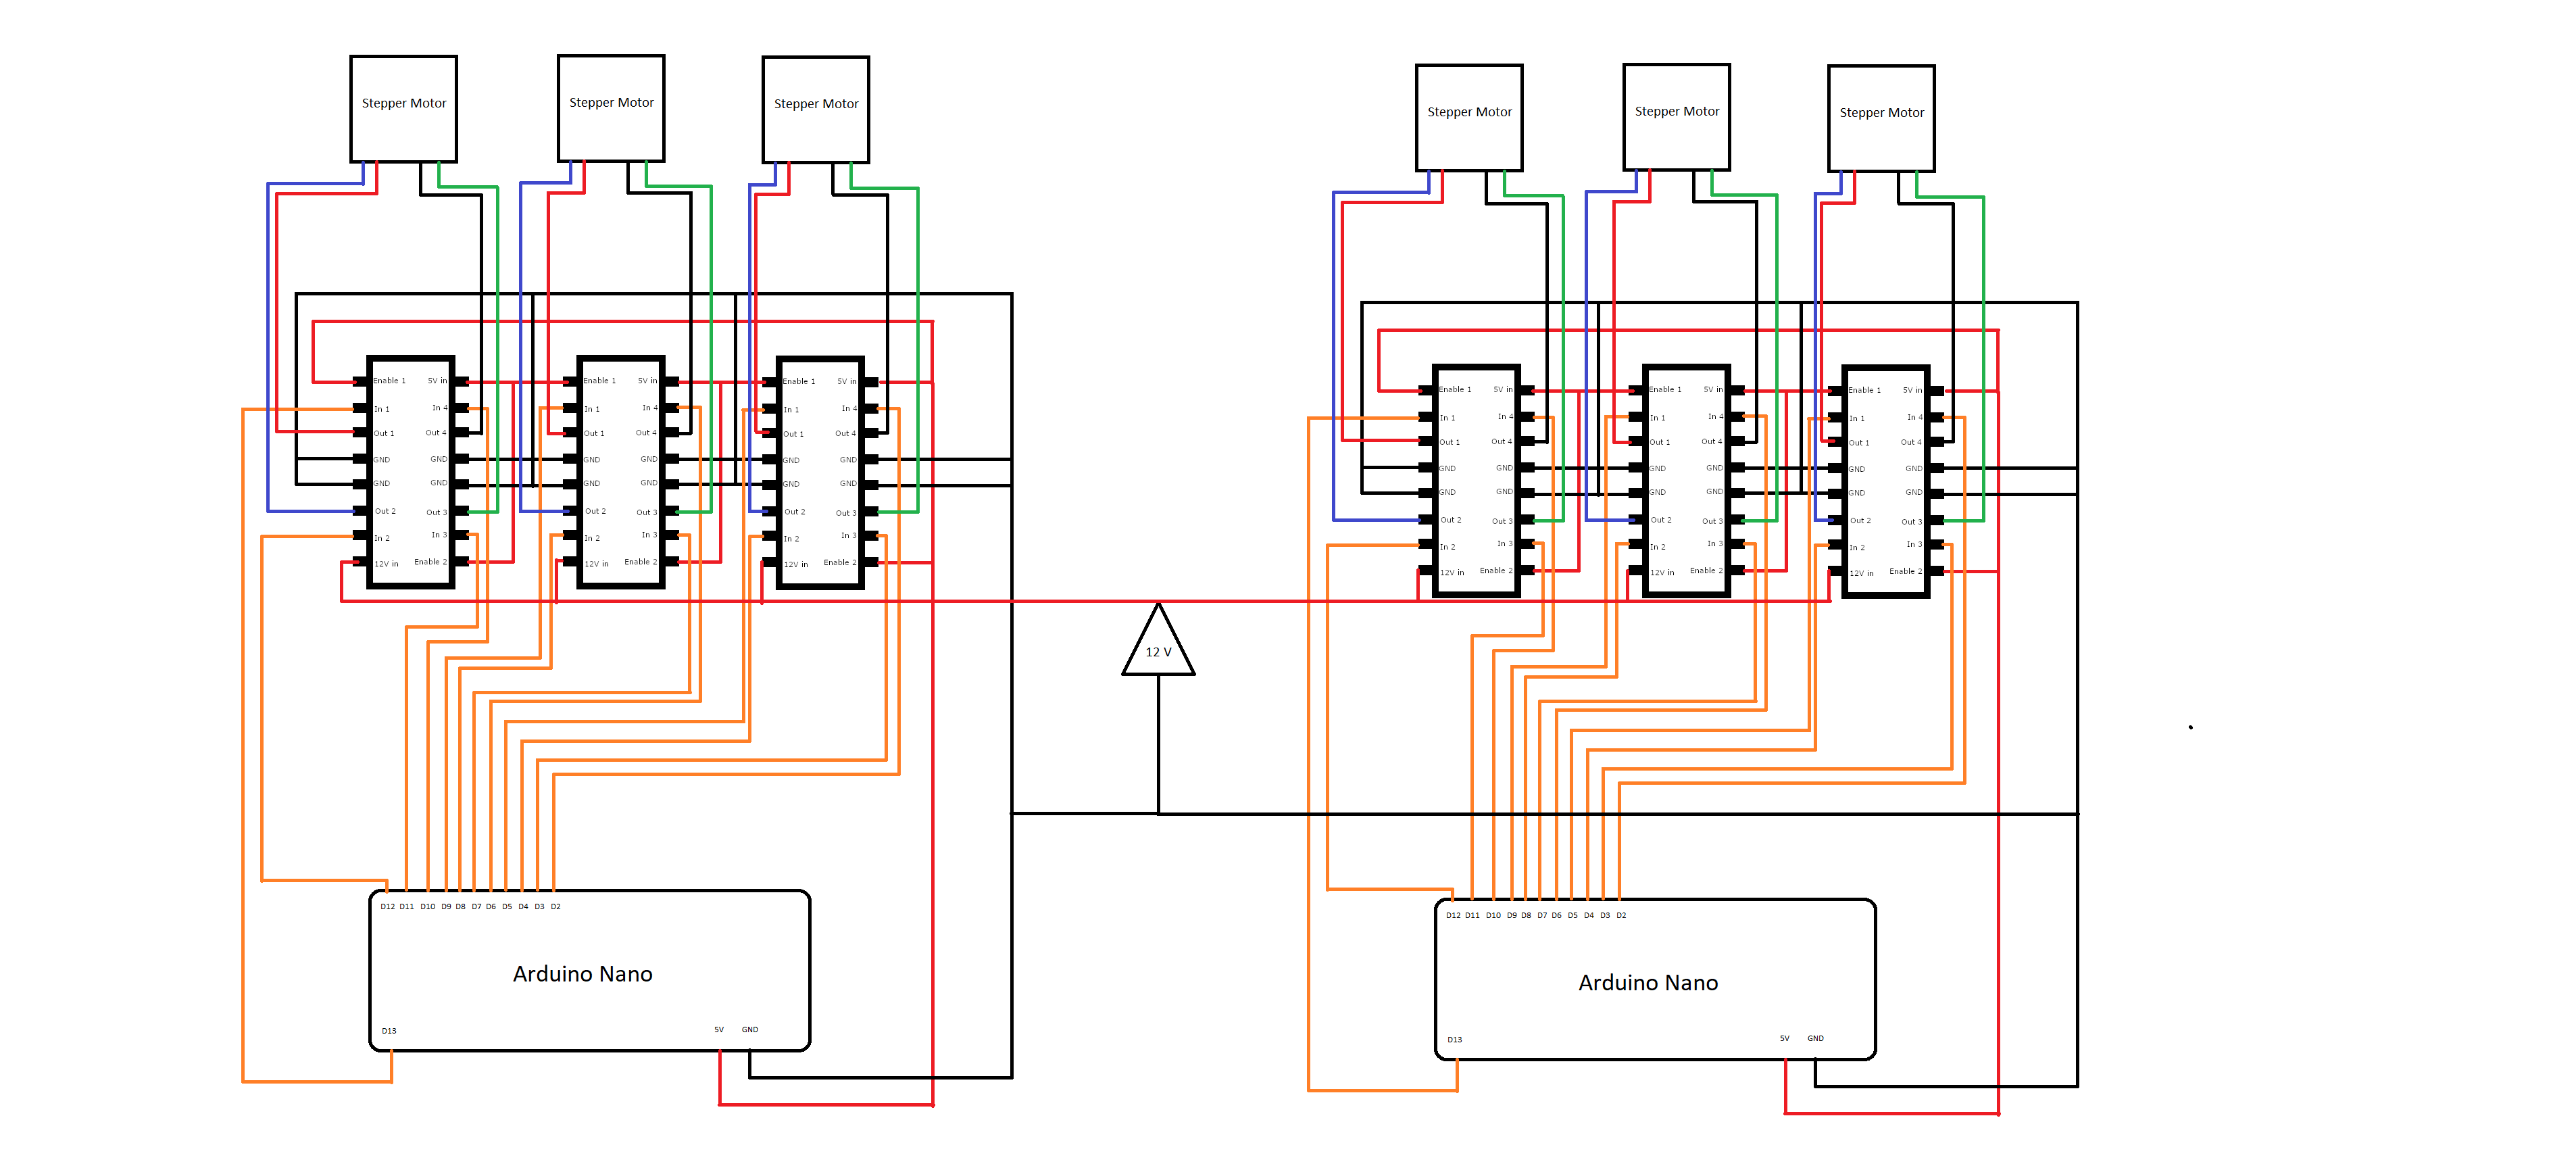 Stepper Motor
Stepper Motor
Stepper Motor
Stepper Motor
Stepper Motor
Stepper Motor
Enable 1 5V in
In 1 In 4
Out 1 Out 4
GND GND
GND GND
Out 2 Out 3
In 2 In 3
12V in Enable 2
Enable 1 5V in
In 1 In 4
Out 1 Out 4
GND GND
GND GND
Out 2 Out 3
In 2 In 3
12V in Enable 2
Enable 1 5V in
In 1 In 4
Out 1 Out 4
GND GND
GND GND
Out 2 Out 3
In 2 In 3
12V in Enable 2
Enable 1 5V in
In 1 In 4
Out 1 Out 4
GND GND
GND GND
Out 2 Out 3
In 2 In 3
12V in Enable 2
Enable 1 5V in
In 1 In 4
Out 1 Out 4
GND GND
GND GND
Out 2 Out 3
In 2 In 3
12V in Enable 2
Enable 1 5V in
In 1 In 4
Out 1 Out 4
GND GND
GND GND
Out 2 Out 3
In 2 In 3
12V in Enable 2
12 V
D12 D11 D10 D9 D8 D7 D6 D5 D4 D3 D2
Arduino Nano
D13 5V GND
D12 D11 D10 D9 D8 D7 D6 D5 D4 D3 D2
Arduino Nano
D13 5V GND